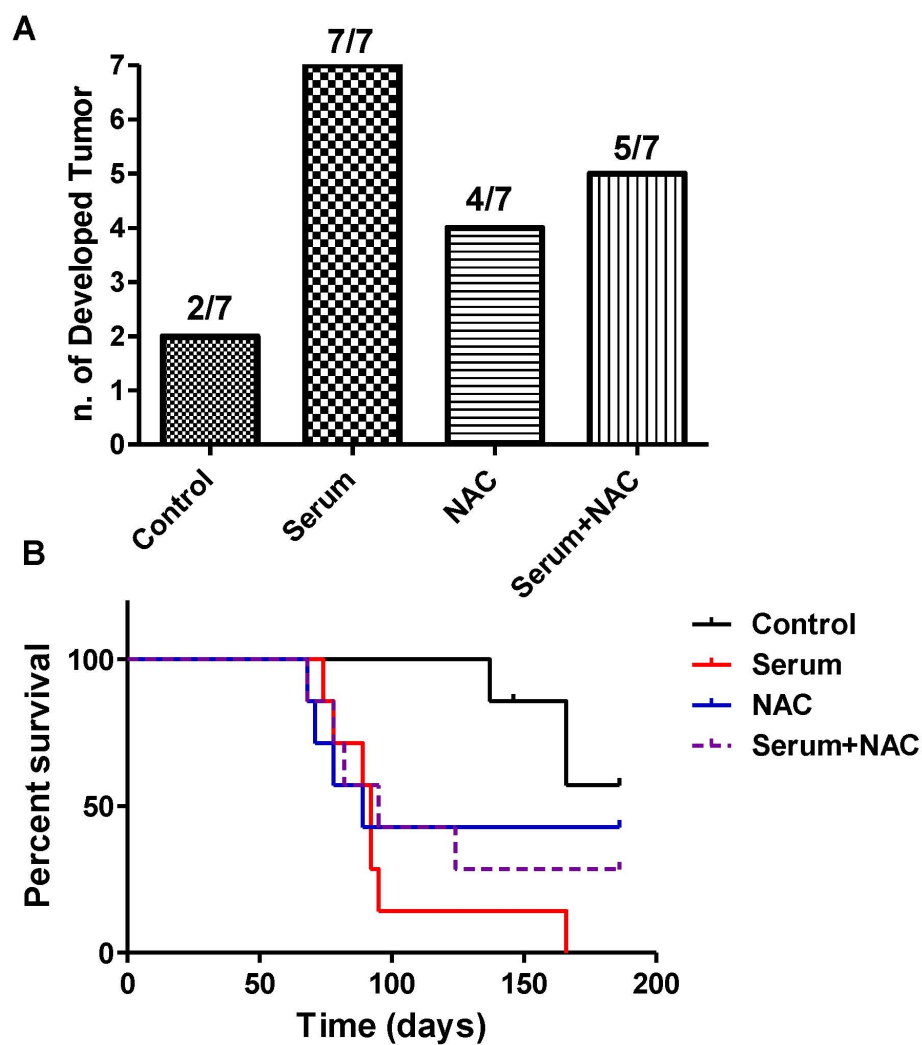 A
n. of Developed Tumor
7
6
5
4
3
2
1
0
2/7
7/7
4/7
5/7
Control
Serum
NAC
Serum+NAC
B
Percent survival
100
50
0
0
50
100
150
200
Time (days)
Control
Serum
NAC
Serum+NAC